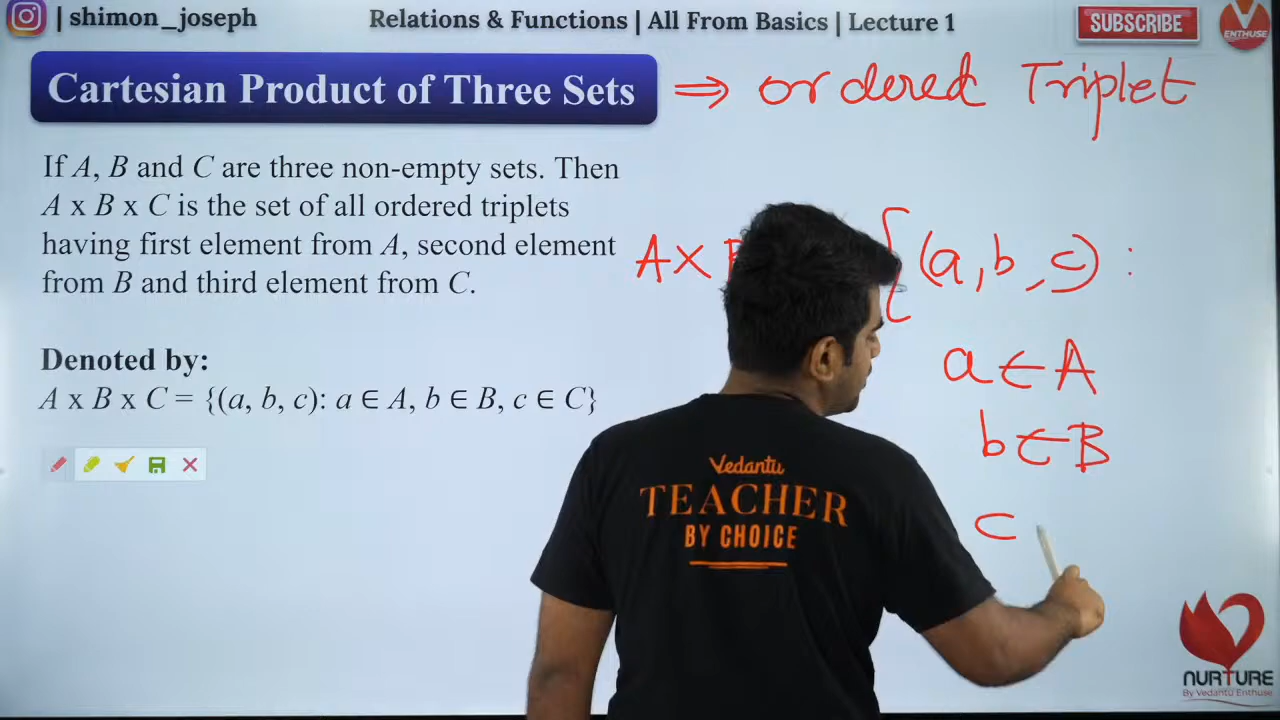 | shimon_joseph
Relations & Functions | All From Basics | Lecture 1
SUBSCRIBE
V ENTHUSE
Cartesian Product of Three Sets ⇒ ordered Triplet
If A, B and C are three non-empty sets. Then
A x B x C is the set of all ordered triplets
having first element from A, second element
from B and third element from C.
Denoted by:
A x B x C = {(a, b, c): a ∈ A, b ∈ B, c ∈ C}
A×B
{(a, b, c) :
a ∈ A
b ∈ B
c
Vedantu
TEACHER
BY CHOICE
NURTURE
By Vedantu Enthuse